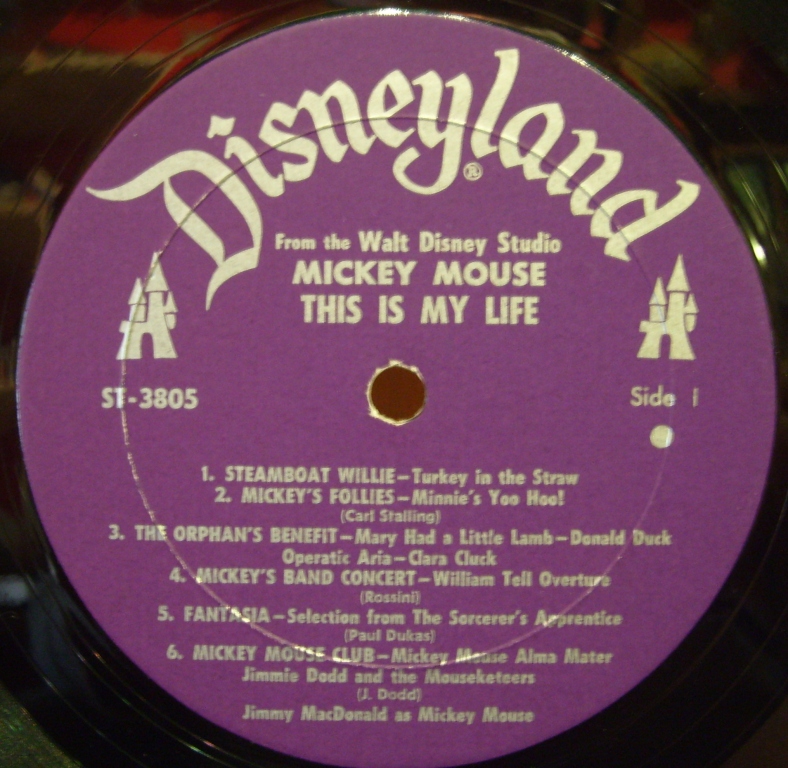 Disneyland®
From the Walt Disney Studio
MICKEY MOUSE
THIS IS MY LIFE
ST-3805
Side 1
1. STEAMBOAT WILLIE—Turkey in the Straw
2. MICKEY'S FOLLIES—Minnie's Yoo Hoo!
(Carl Stalling)
3. THE ORPHAN'S BENEFIT—Mary Had a Little Lamb—Donald Duck
Operatic Aria—Clara Cluck
4. MICKEY'S BAND CONCERT—William Tell Overture
(Rossini)
5. FANTASIA—Selection from The Sorcerer's Apprentice
(Paul Dukas)
6. MICKEY MOUSE CLUB—Mickey Mouse Alma Mater
Jimmie Dodd and the Mouseketeers
(J. Dodd)
Jimmy MacDonald as Mickey Mouse